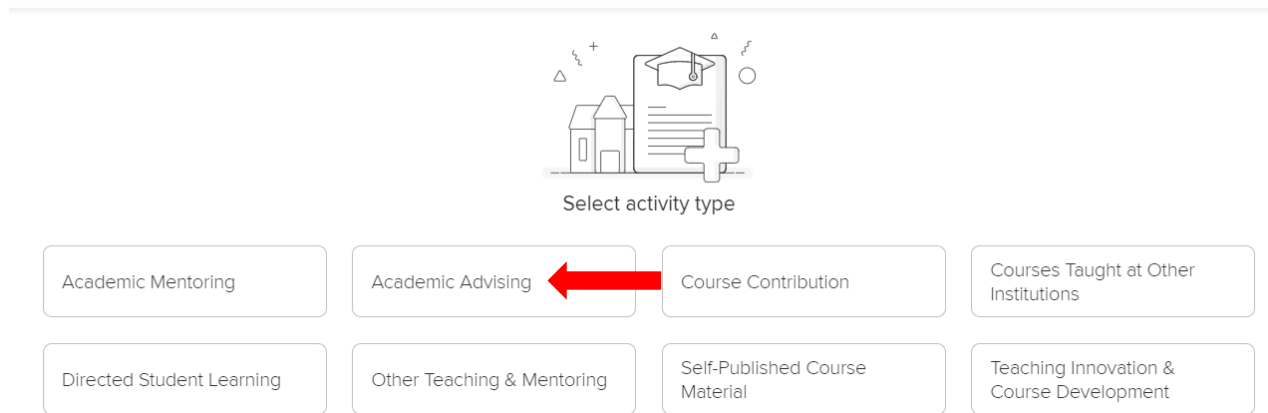 Select activity type
Academic Mentoring
Academic Advising
Course Contribution
Courses Taught at Other
Institutions
Directed Student Learning
Other Teaching & Mentoring
Self-Published Course
Material
Teaching Innovation &
Course Development